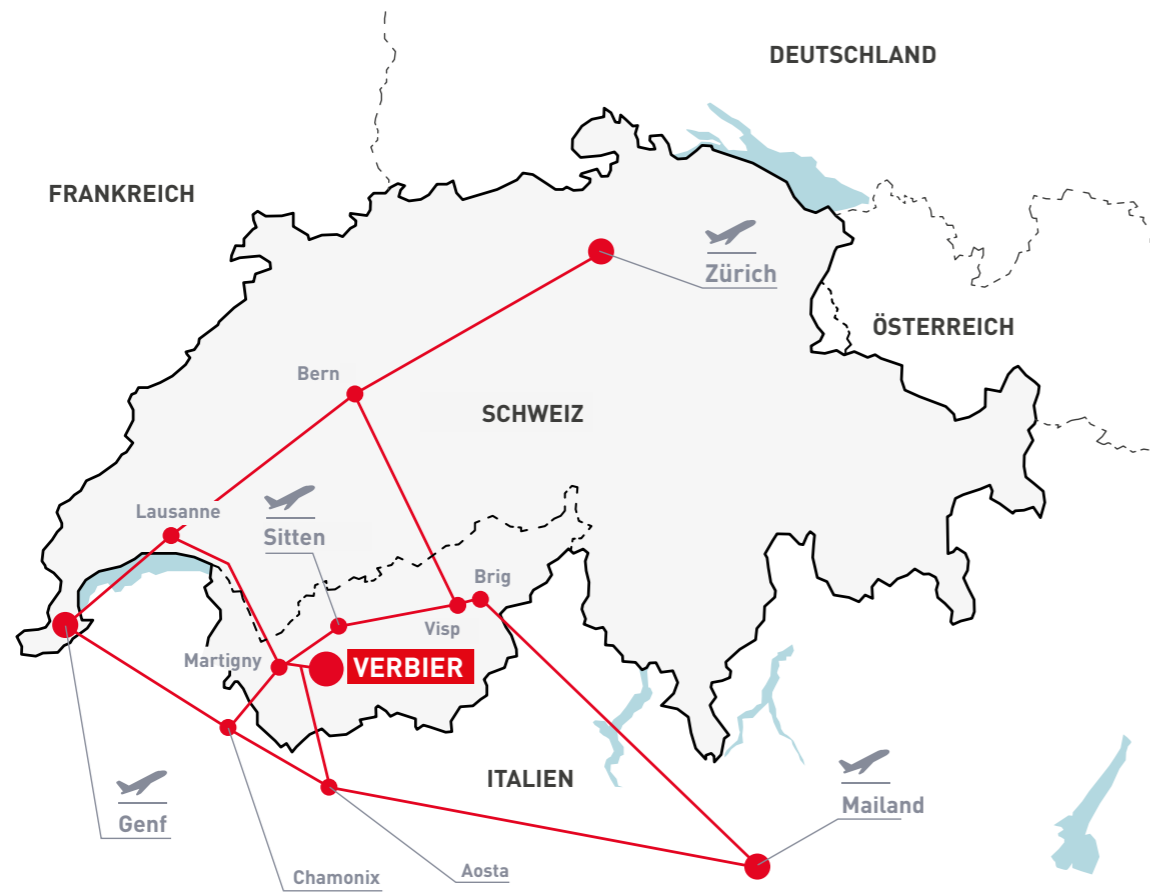 DEUTSCHLAND
FRANKREICH
Zürich
ÖSTERREICH
Bern
SCHWEIZ
Lausanne
Sitten
Brig
Visp
Martigny
VERBIER
ITALIEN
Mailand
Genf
Aosta
Chamonix